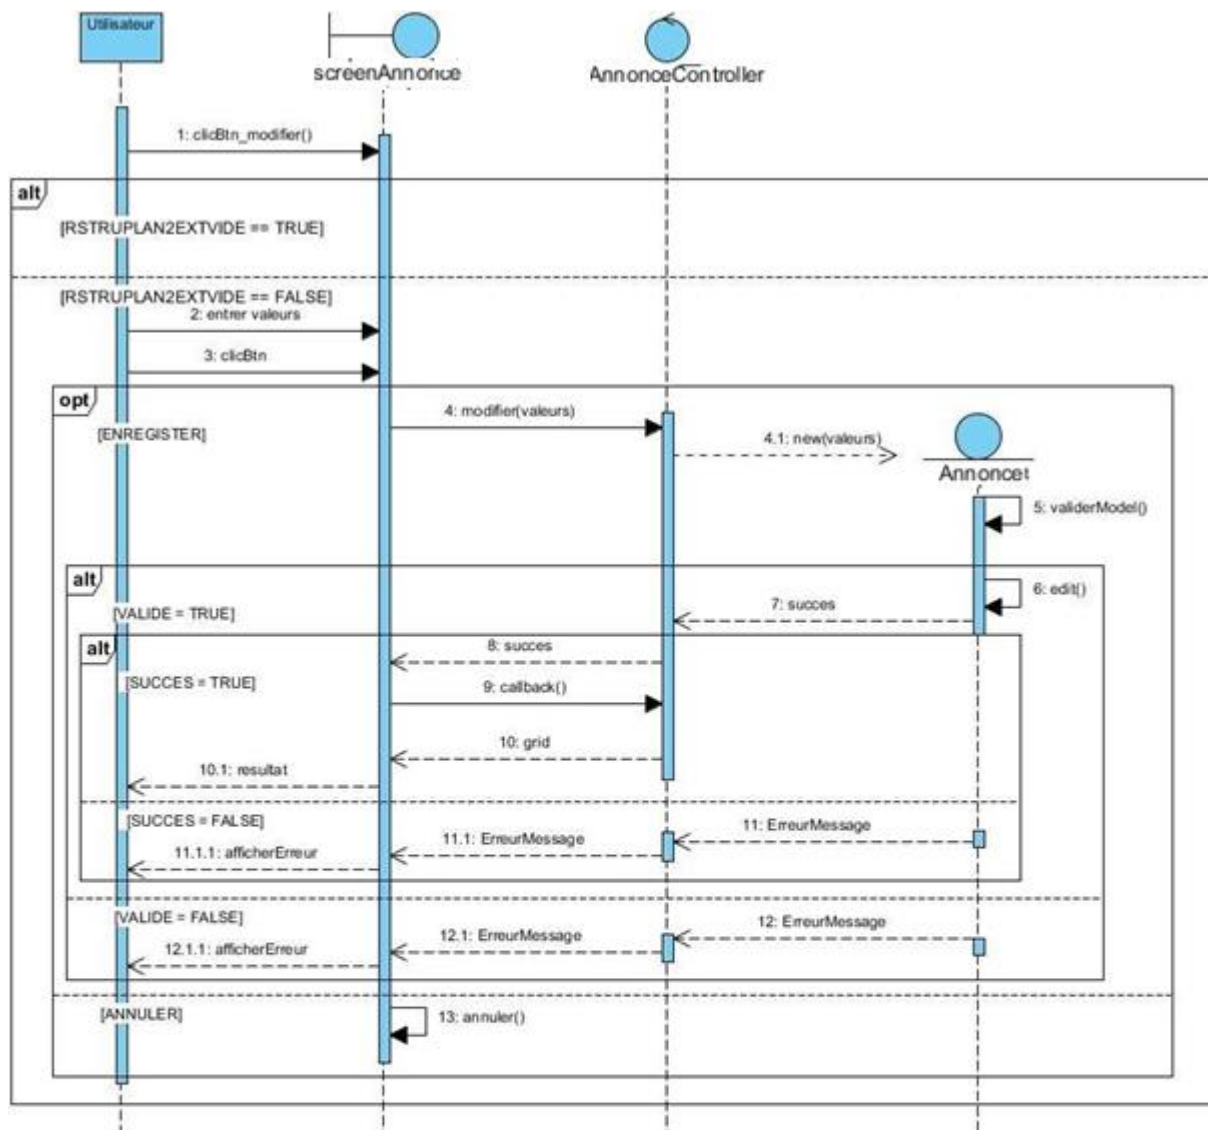 Utilisateur
screenAnnonce
AnnonceController
1: clicBtn_modifier()
alt
[RSTRUPLAN2EXTVIDE == TRUE]
[RSTRUPLAN2EXTVIDE == FALSE]
2: entrer valeurs
3: clicBtn
opt
4: modifier(valeurs)
[ENREGISTER]
4.1: new(valeurs)
Annoncet
5: validerModel()
alt
6: edit()
7: succes
[VALIDE = TRUE]
alt
8: succes
[SUCCES = TRUE]
9: callback()
10: grid
10.1: resultat
[SUCCES = FALSE]
11: ErreurMessage
11.1: ErreurMessage
11.1.1: afficherErreur
[VALIDE = FALSE]
12: ErreurMessage
12.1: ErreurMessage
12.1.1: afficherErreur
[ANNULER]
13: annuler()